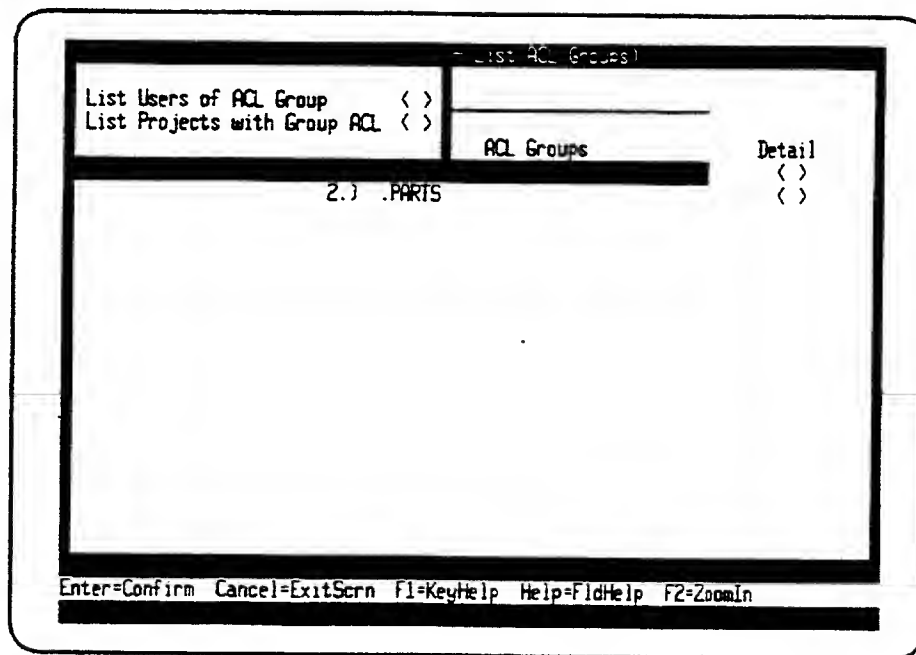 - List ACL Groups)
List Users of ACL Group < >
List Projects with Group ACL < >
ACL Groups Detail
< >
2.) .PARTS < >
Enter=Confirm Cancel=ExitScrn F1=KeyHelp Help=FldHelp F2=ZoomIn